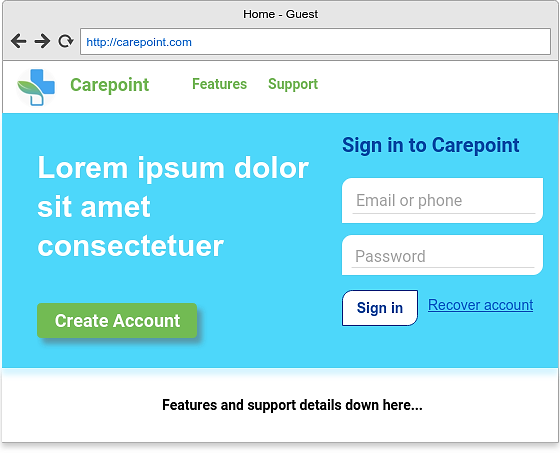 Home - Guest
http://carepoint.com
Carepoint
Features
Support
Lorem ipsum dolor
sit amet
consectetuer
Create Account
Sign in to Carepoint
Email or phone
Password
Sign in
Recover account
Features and support details down here...